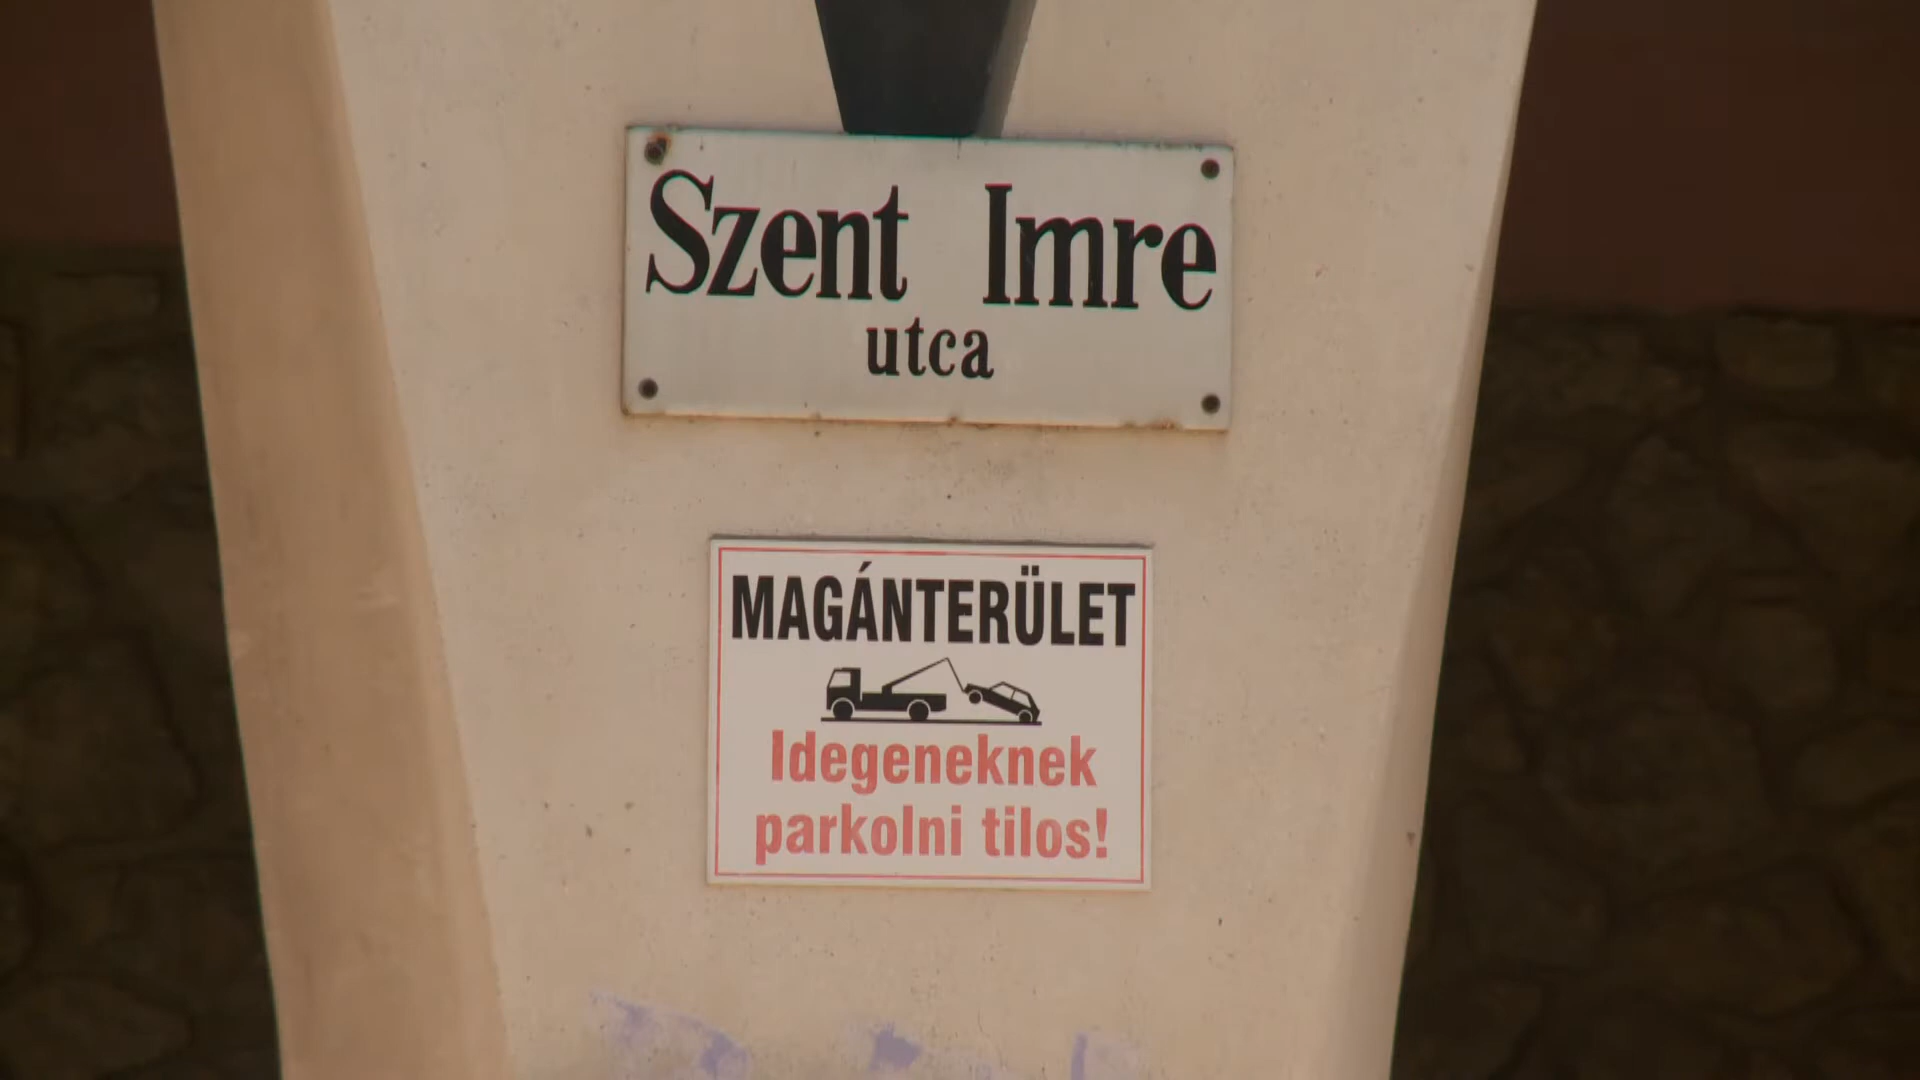 Szent Imre
utca
MAGÁNTERÜLET
Idegeneknek
parkolni tilos!